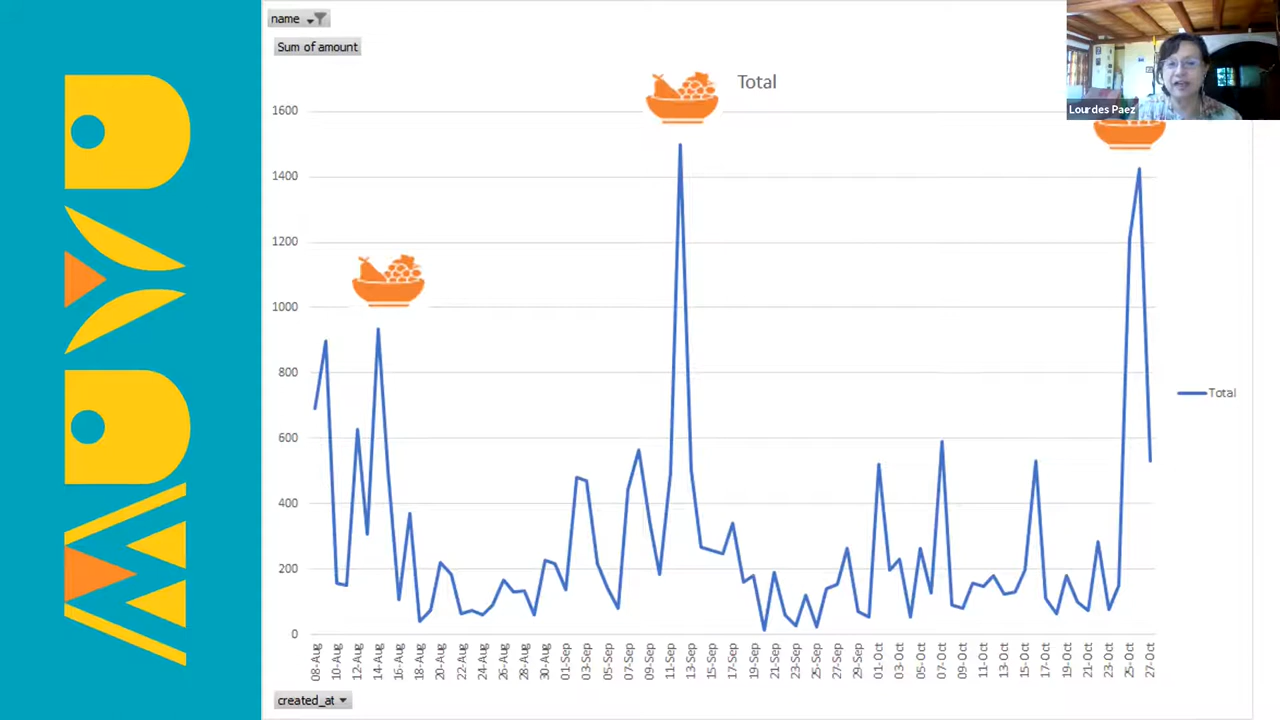 MUYU
name
Sum of amount
Total
Lourdes Paez
1600
1400
1200
1000
800
600
400
200
0
Total
08-Aug
10-Aug
12-Aug
14-Aug
16-Aug
18-Aug
20-Aug
22-Aug
24-Aug
26-Aug
28-Aug
30-Aug
01-Sep
03-Sep
05-Sep
07-Sep
09-Sep
11-Sep
13-Sep
15-Sep
17-Sep
19-Sep
21-Sep
23-Sep
25-Sep
27-Sep
29-Sep
01-Oct
03-Oct
05-Oct
07-Oct
09-Oct
11-Oct
13-Oct
15-Oct
17-Oct
19-Oct
21-Oct
23-Oct
25-Oct
27-Oct
created_at